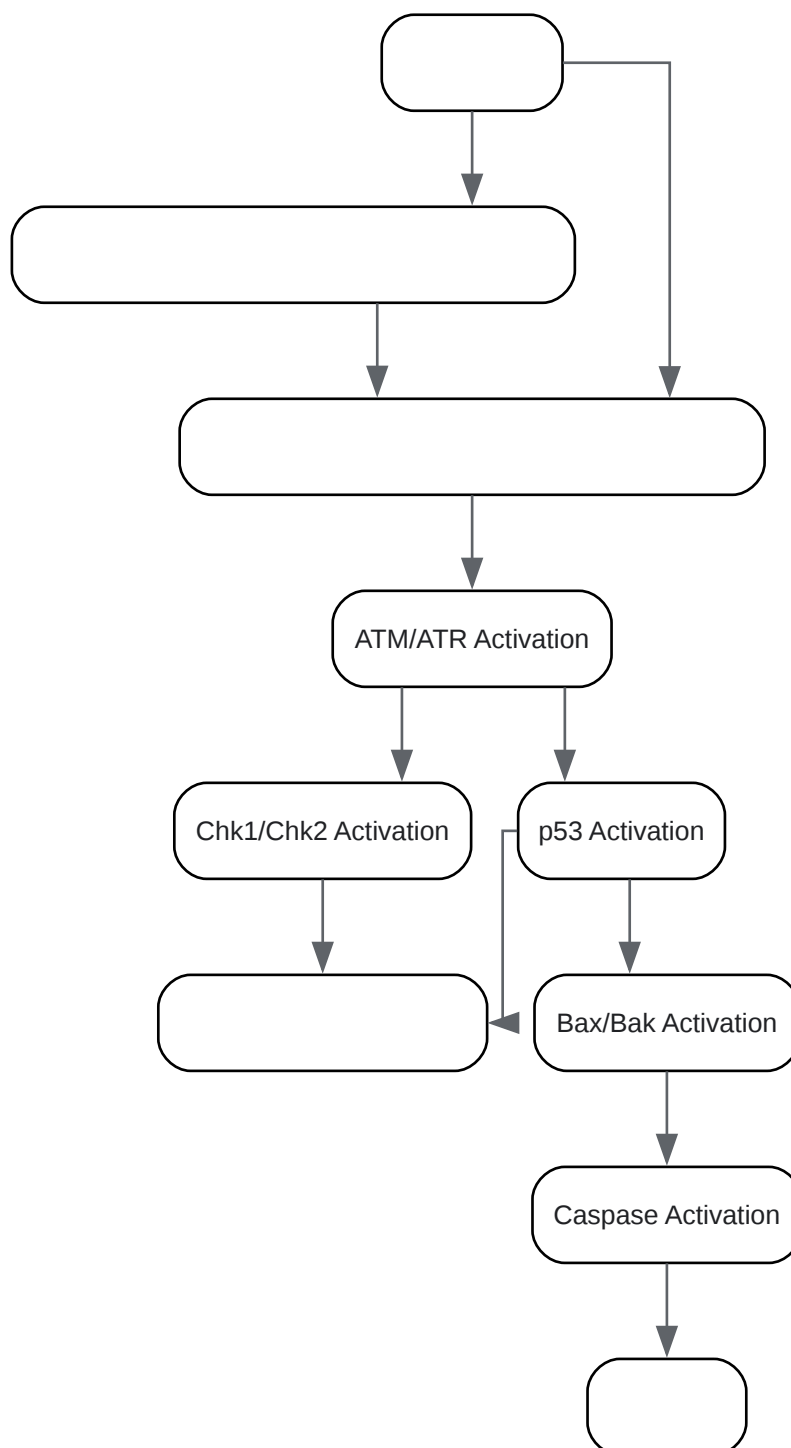 ATM/ATR Activation
Chk1/Chk2 Activation
p53 Activation
Bax/Bak Activation
Caspase Activation